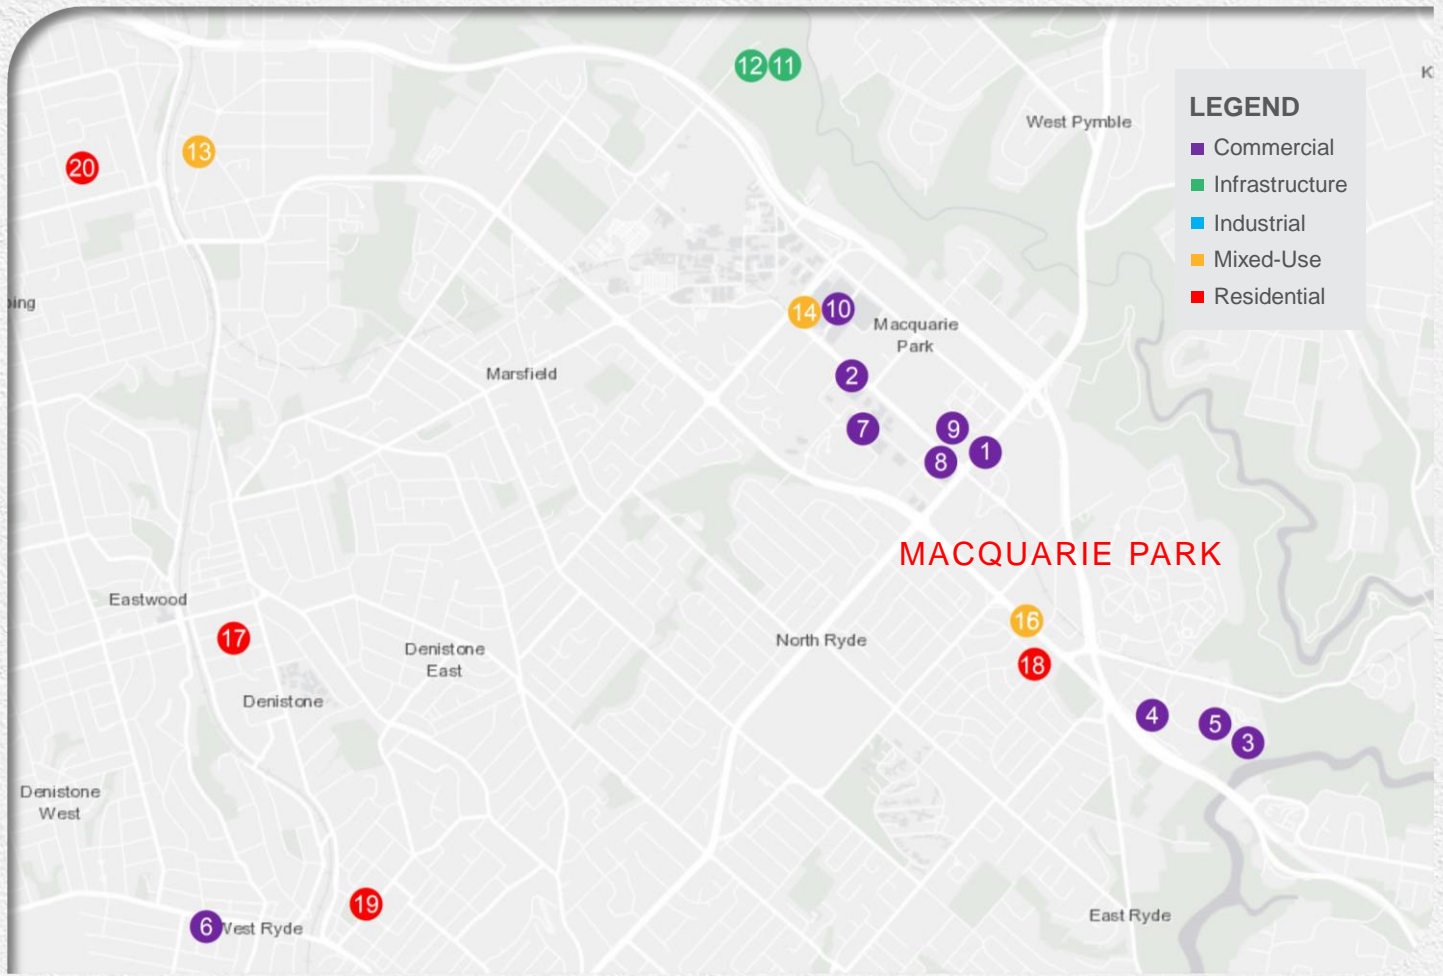 12 11
K
LEGEND
West Pymble
Commercial
13
20
Infrastructure
Industrial
Mixed-Use
Residential
ping
14 10
Macquarie
Park
Marsfield
2
7
9
1
8
MACQUARIE PARK
Eastwood
16
17
North Ryde
Denistone
East
18
Denistone
4
5
3
Denistone
West
19
6
West Ryde
East Ryde